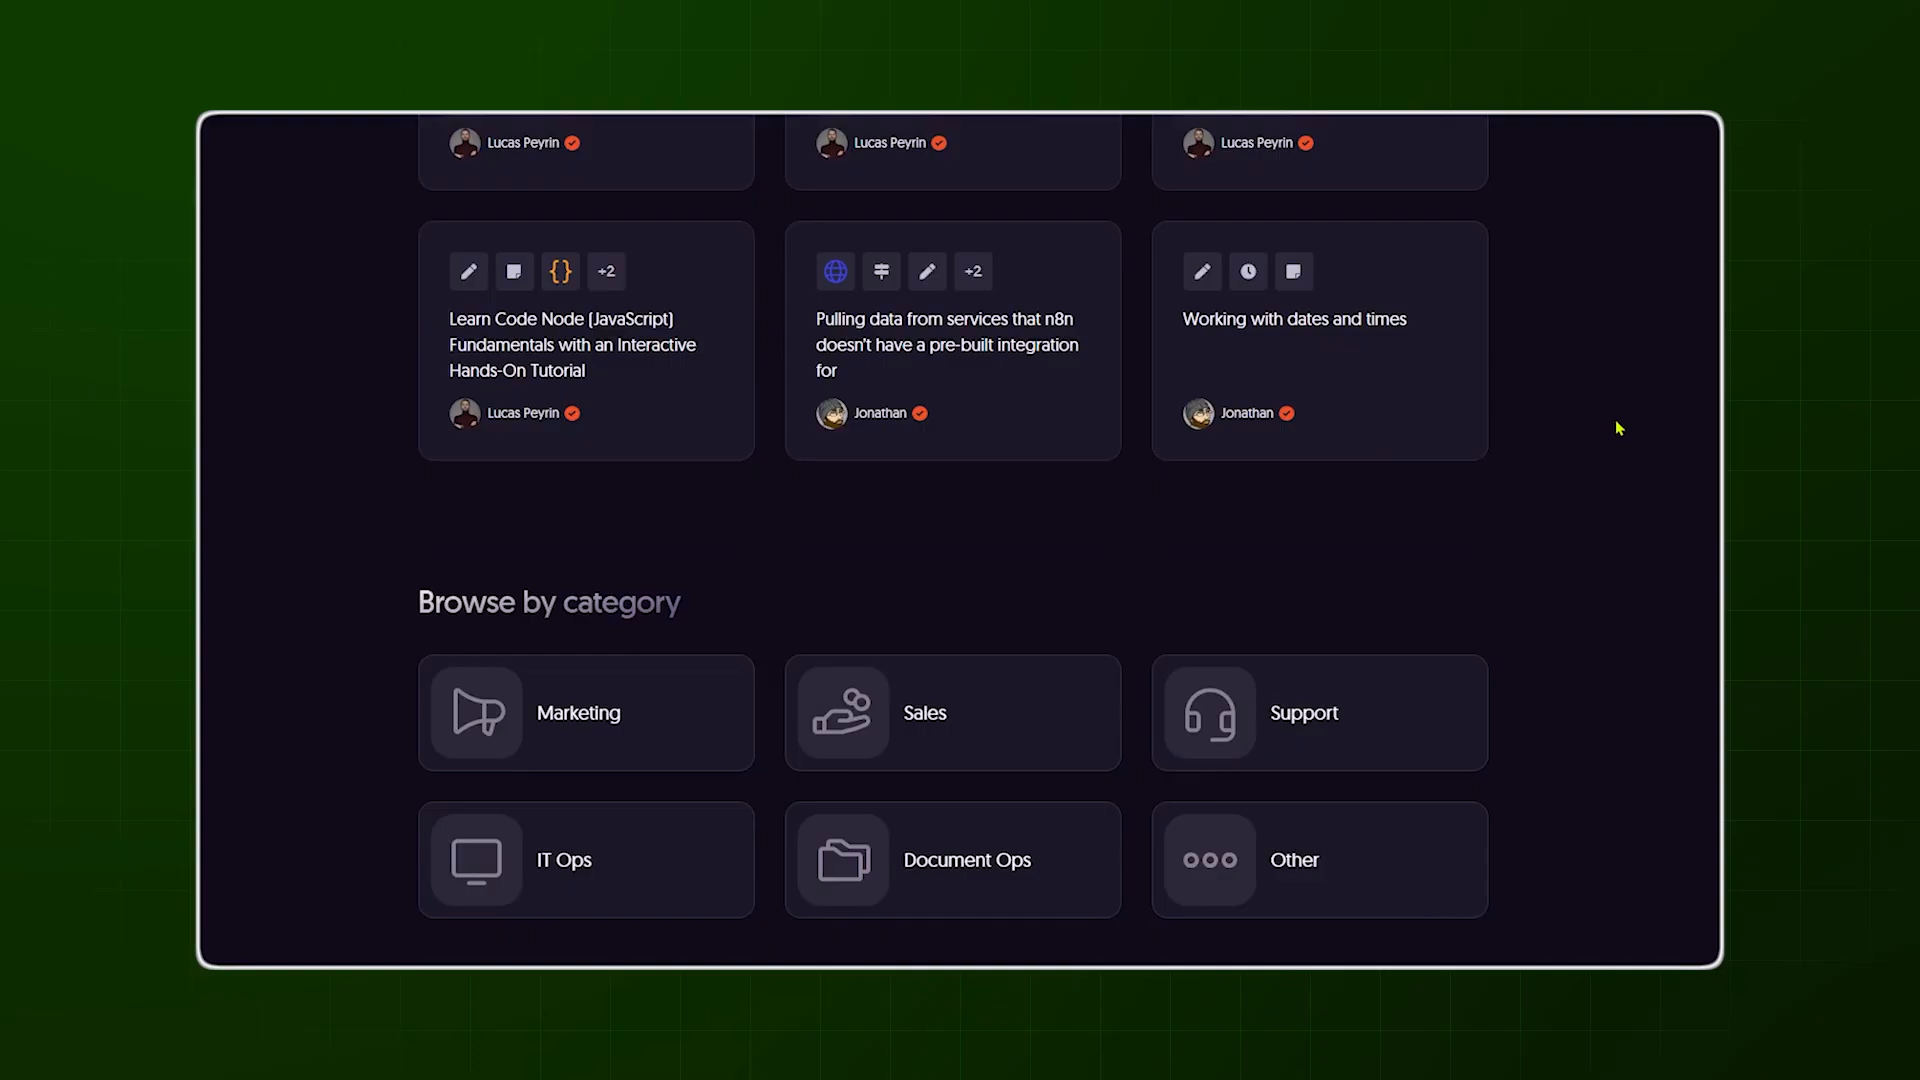 Lucas Peyrin
Lucas Peyrin
Lucas Peyrin
{}
+2
Learn Code Node (JavaScript)
Fundamentals with an Interactive
Hands-On Tutorial
Lucas Peyrin
+2
Pulling data from services that n8n
doesn't have a pre-built integration
for
Jonathan
Working with dates and times
Jonathan
Browse by category
Marketing
Sales
Support
IT Ops
Document Ops
Other